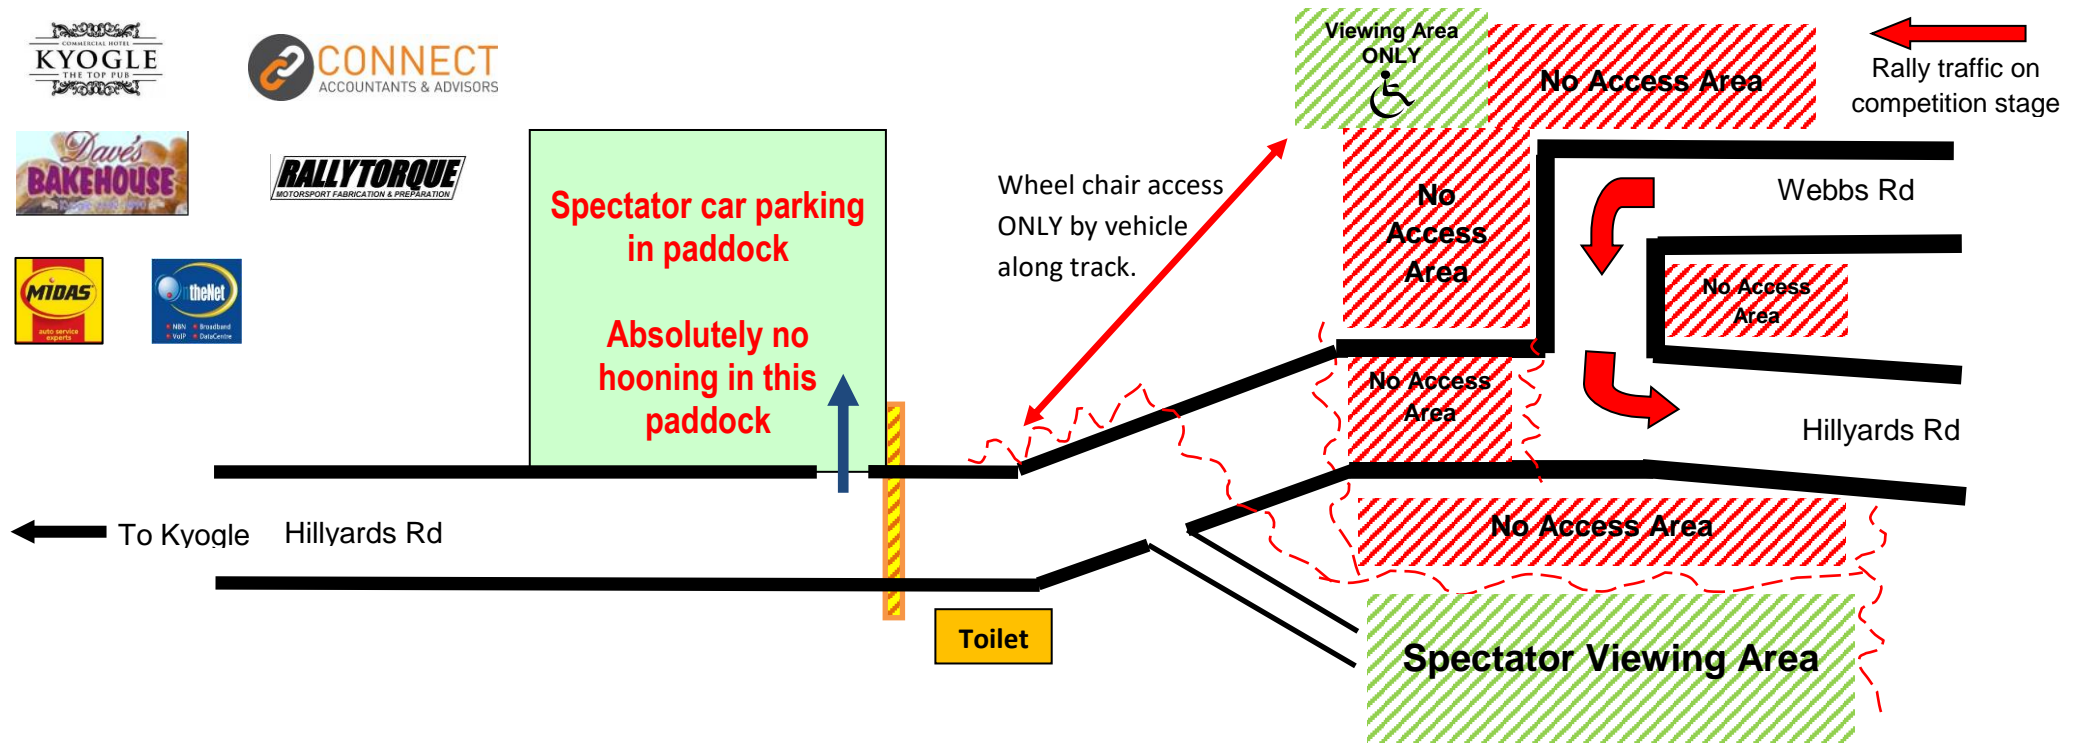 COMMERCIAL HOTEL
KYOGLE
THE TOP PUB
CONNECT
ACCOUNTANTS & ADVISORS
Dave's
BAKEHOUSE
RALLYTORQUE
MOTORSPORT FABRICATION & PREPARATION
MIDAS
auto service
experts
OntheNet
NBN Broadband
VoIP DataCentre
Spectator car parking
in paddock
Absolutely no
hooning in this
paddock
Viewing Area
ONLY
No Access Area
Rally traffic on
competition stage
Wheel chair access
ONLY by vehicle
along track.
No
Access
Area
Webbs Rd
No Access
Area
No Access
Area
Hillyards Rd
To Kyogle
Hillyards Rd
No Access Area
Toilet
Spectator Viewing Area